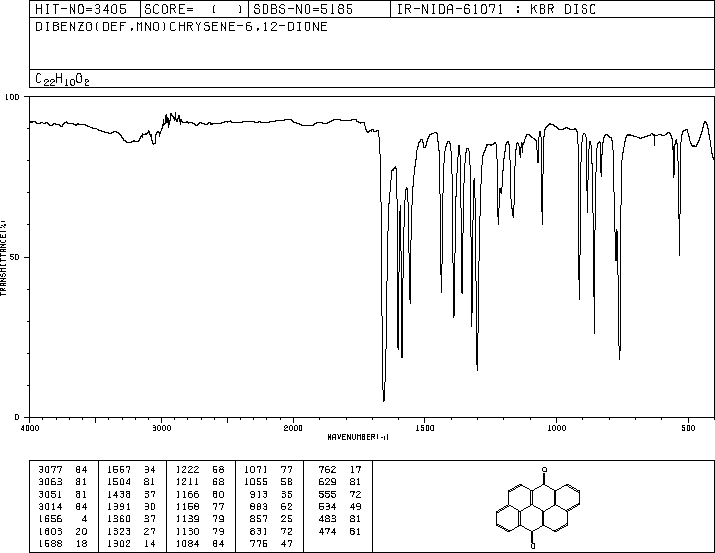 HIT-NO=3405 SCORE= ( ) SDBS-NO=5185 IR-NIDA-61071 : KBR DISC
DIBENZO(DEF,MNO)CHRYSENE-6,12-DIONE
C22H10O2
100
50
0
TRANSMITTANCE(%)
4000 3000 2000 1500 1000 500
WAVENUMBER(-1)
3077 84 1557 34 1222 58 1071 77 762 17
3063 81 1504 81 1211 68 1055 58 629 81
3051 81 1438 37 1166 60 913 35 555 72
3014 84 1391 30 1158 77 883 62 534 49
1656 4 1360 37 1139 79 857 25 483 81
1603 20 1323 27 1130 79 831 72 474 81
1588 18 1302 14 1084 84 776 47
O
O